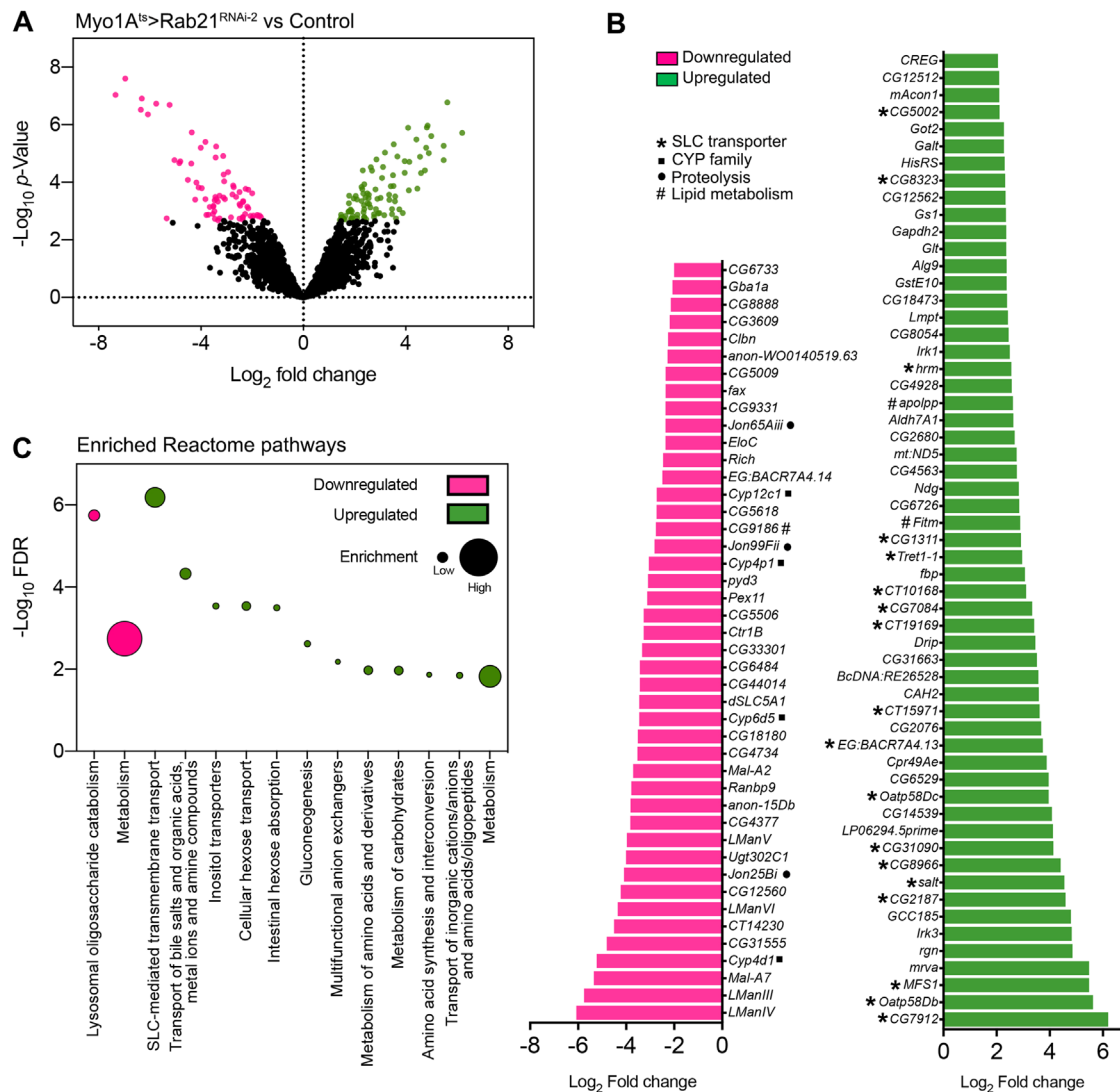 A
Myo1Aᵗˢ>Rab21ᴿᴺᴬⁱ⁻² vs Control
-Log₁₀ p-Value
8
6
4
2
0
-8
-4
0
4
8
Log₂ fold change
B
Downregulated
Upregulated
* SLC transporter
■ CYP family
● Proteolysis
# Lipid metabolism
CG6733
Gba1a
CG8888
CG3609
Clbn
anon-WO0140519.63
CG5009
fax
CG9331
Jon65Aiii ●
EloC
Rich
EG:BACR7A4.14
Cyp12c1 ■
CG5618
CG9186 #
Jon99Fii ●
Cyp4p1 ■
pyd3
Pex11
CG5506
Ctr1B
CG33301
CG6484
CG44014
dSLC5A1
Cyp6d5 ■
CG18180
CG4734
Mal-A2
Ranbp9
anon-15Db
CG4377
LManV
Ugt302C1
Jon25Bi ●
CG12560
LManVI
CT14230
CG31555
Cyp4d1 ■
Mal-A7
LManIII
LManIV
-8
-6
-4
-2
0
Log₂ Fold change
CREG
CG12512
mAcon1
* CG5002
Got2
Galt
HisRS
* CG8323
CG12562
Gs1
Gapdh2
Glt
Alg9
GstE10
CG18473
Lmpt
CG8054
Irk1
* hrm
CG4928
# apolpp
Aldh7A1
CG2680
mt:ND5
CG4563
Ndg
CG6726
# Fitm
* CG1311
* Tret1-1
fbp
* CT10168
* CG7084
* CT19169
Drip
CG31663
BcDNA:RE26528
CAH2
* CT15971
CG2076
* EG:BACR7A4.13
Cpr49Ae
CG6529
* Oatp58Dc
CG14539
LP06294.5prime
* CG31090
* CG8966
* salt
* CG2187
GCC185
Irk3
rgn
mrva
* MFS1
* Oatp58Db
* CG7912
0
2
4
6
Log₂ Fold change
C
Enriched Reactome pathways
Downregulated
Upregulated
Enrichment
Low
High
-Log₁₀ FDR
6
4
2
0
Lysosomal oligosaccharide catabolism
Metabolism
SLC-mediated transmembrane transport
Transport of bile salts and organic acids,
metal ions and amine compounds
Inositol transporters
Cellular hexose transport
Intestinal hexose absorption
Gluconeogenesis
Multifunctional anion exchangers
Metabolism of amino acids and derivatives
Metabolism of carbohydrates
Amino acid synthesis and interconversion
Transport of inorganic cations/anions
and amino acids/oligopeptides
Metabolism